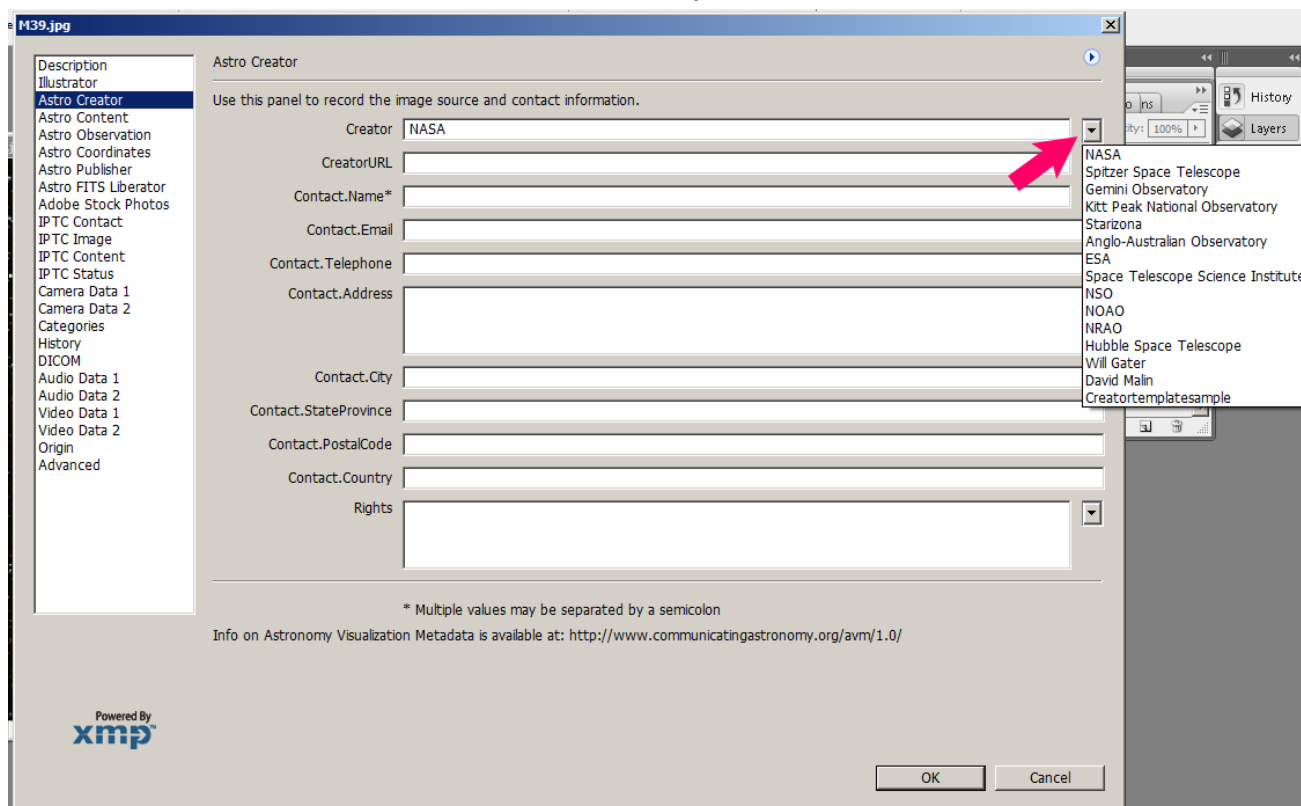 M39.jpg
Description
Illustrator
Astro Creator
Astro Content
Astro Observation
Astro Coordinates
Astro Publisher
Astro FITS Liberator
Adobe Stock Photos
IPTC Contact
IPTC Image
IPTC Content
IPTC Status
Camera Data 1
Camera Data 2
Categories
History
DICOM
Audio Data 1
Audio Data 2
Video Data 1
Video Data 2
Origin
Advanced
Powered By
xmp™
Astro Creator
Use this panel to record the image source and contact information.
Creator NASA
CreatorURL
Contact.Name*
Contact.Email
Contact.Telephone
Contact.Address
Contact.City
Contact.StateProvince
Contact.PostalCode
Contact.Country
Rights
* Multiple values may be separated by a semicolon
Info on Astronomy Visualization Metadata is available at: http://www.communicatingastronomy.org/avm/1.0/
OK Cancel
NASA
Spitzer Space Telescope
Gemini Observatory
Kitt Peak National Observatory
Starizona
Anglo-Australian Observatory
ESA
Space Telescope Science Institute
NSO
NOAO
NRAO
Hubble Space Telescope
Will Gater
David Malin
Creatortemplatesample
100%
History
Layers